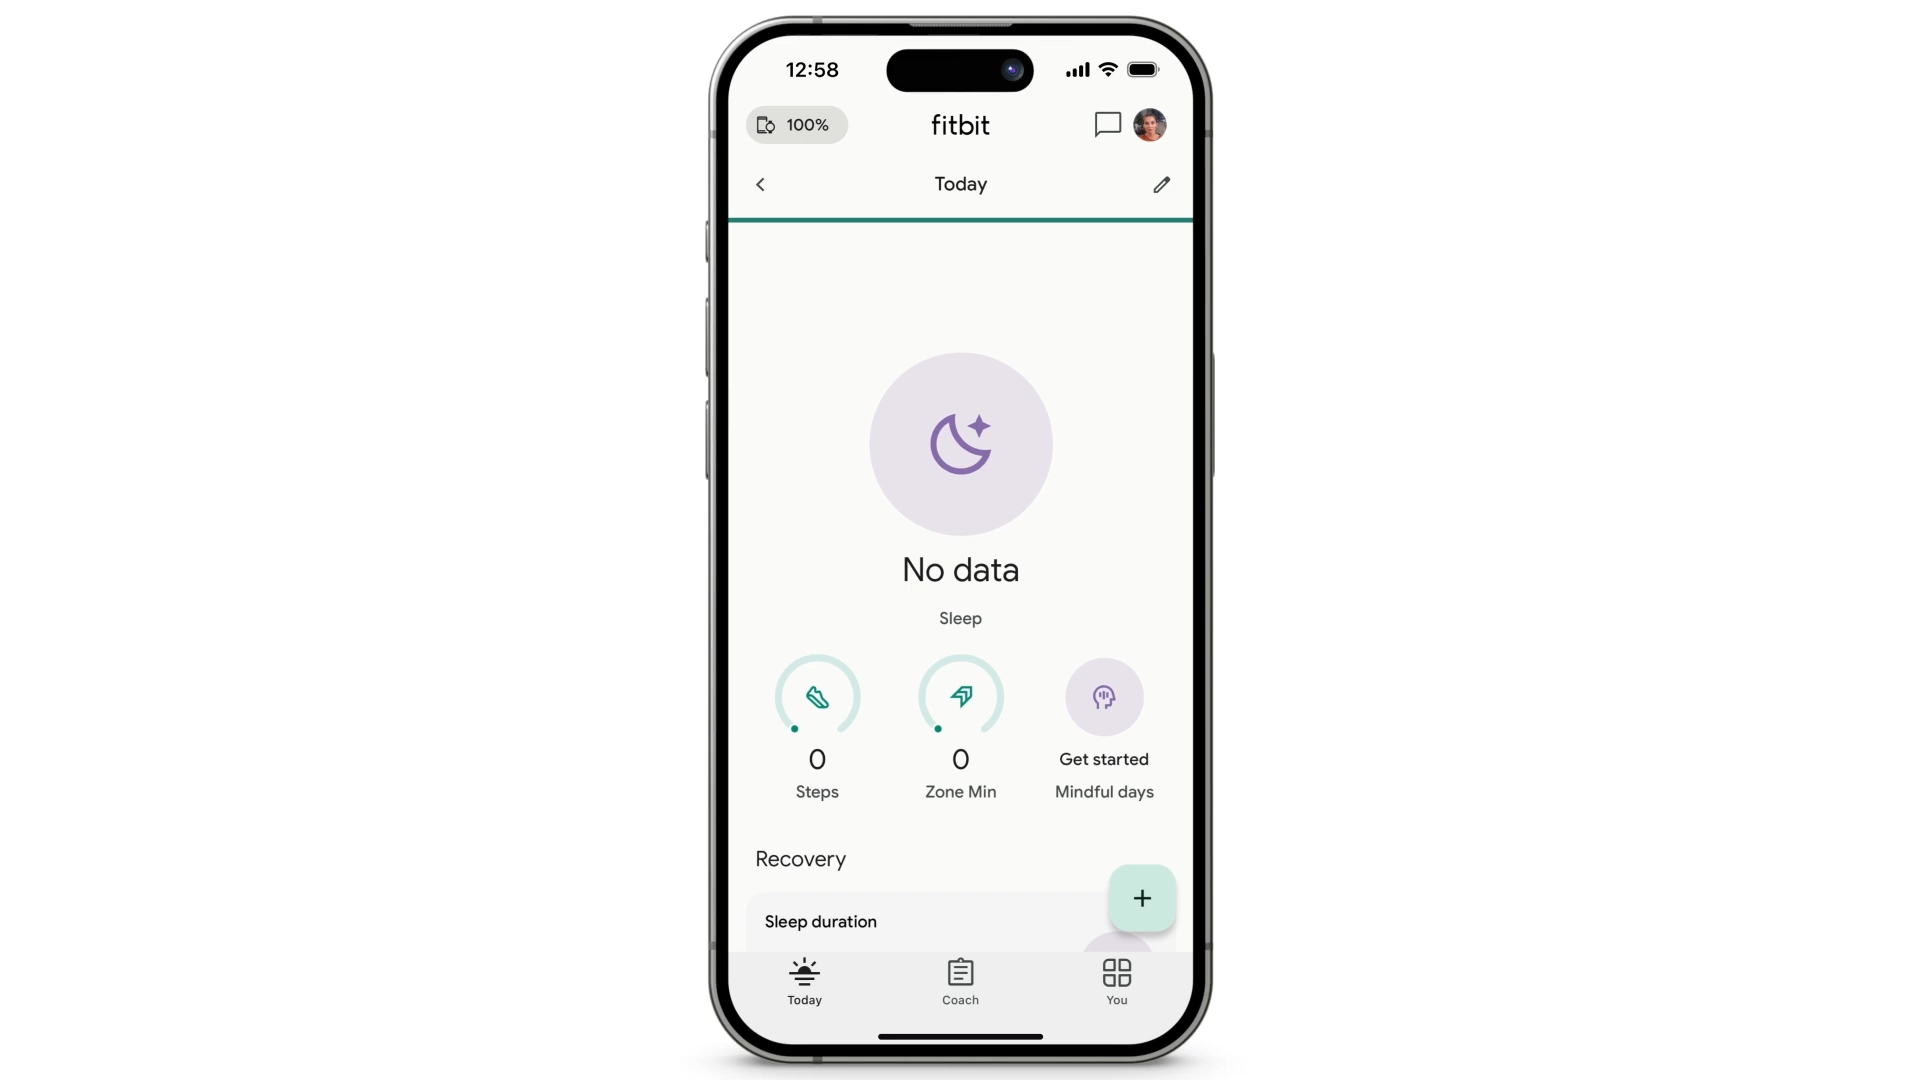 12:58
100%
fitbit
Today
No data
Sleep
0
Steps
0
Zone Min
Get started
Mindful days
Recovery
+
Sleep duration
Today
Coach
You